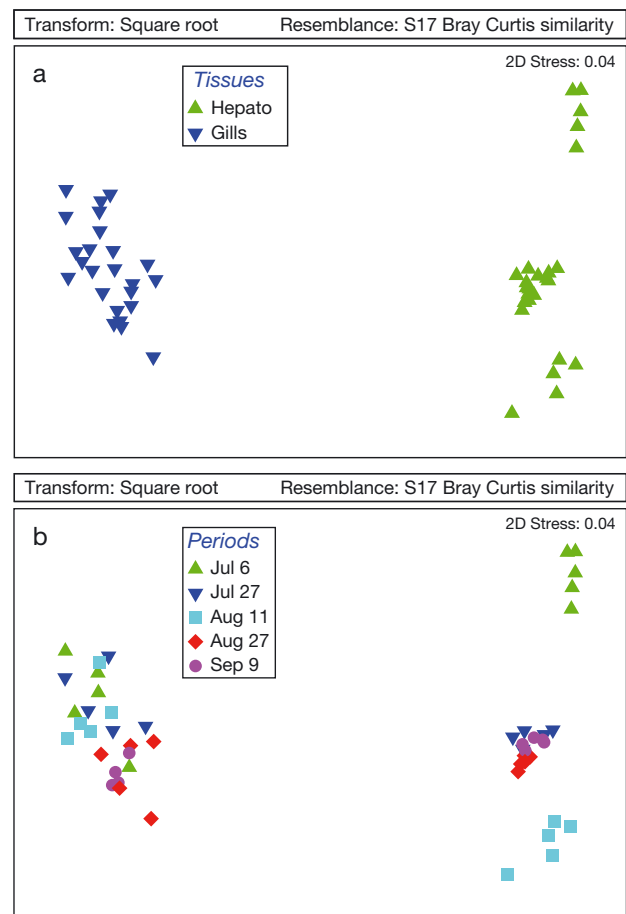 Transform: Square root Resemblance: S17 Bray Curtis similarity
a
2D Stress: 0.04
Tissues
Hepato
Gills
Transform: Square root Resemblance: S17 Bray Curtis similarity
b
2D Stress: 0.04
Periods
Jul 6
Jul 27
Aug 11
Aug 27
Sep 9